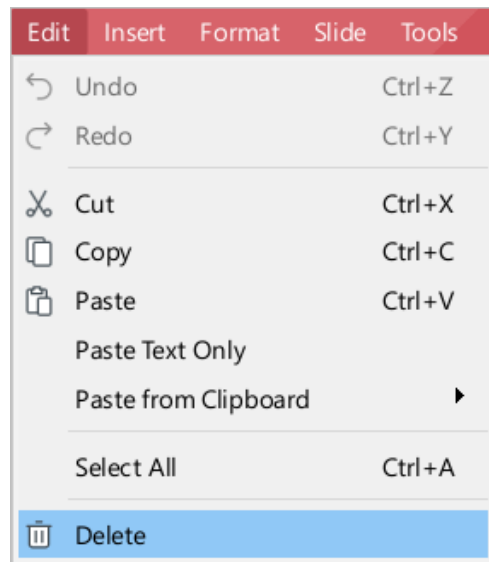 Edit Insert Format Slide Tools
Undo Ctrl+Z
Redo Ctrl+Y
Cut Ctrl+X
Copy Ctrl+C
Paste Ctrl+V
Paste Text Only
Paste from Clipboard
Select All Ctrl+A
Delete